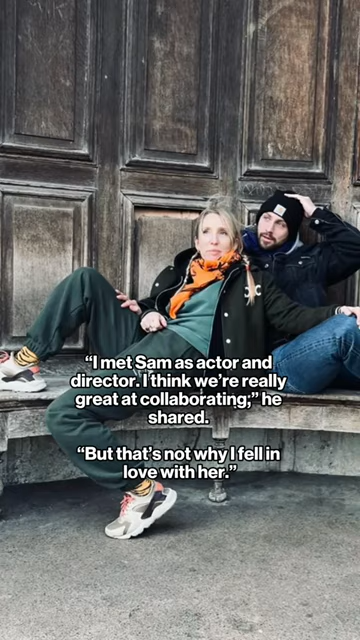 “I met Sam as actor and
director. I think we’re really
great at collaborating,” he
shared.
“But that’s not why I fell in
love with her.”